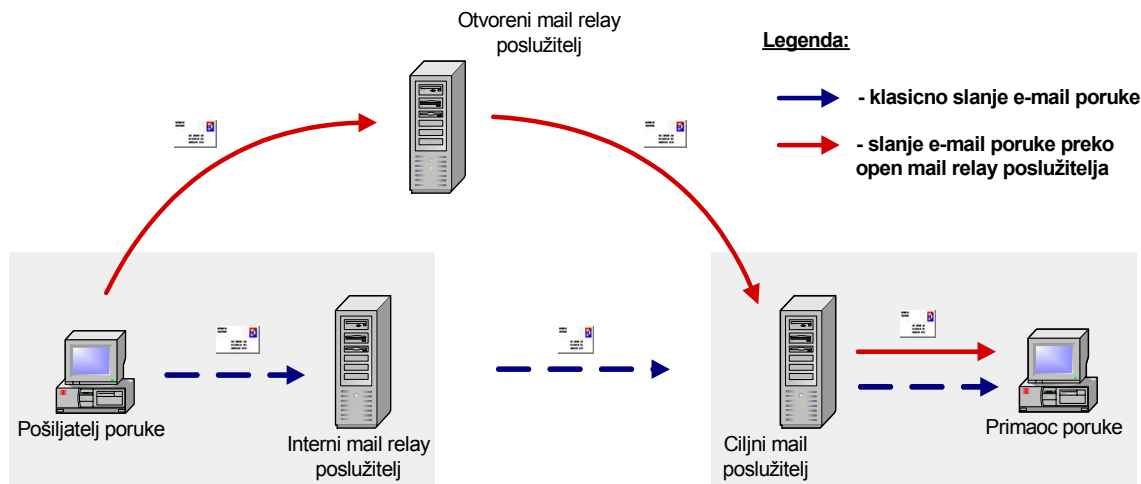 Otvoreni mail relay
poslužitelj
Legenda:
- klasicno slanje e-mail poruke
- slanje e-mail poruke preko
open mail relay poslužitelja
Pošiljatelj poruke
Interni mail relay
poslužitelj
Ciljni mail
poslužitelj
Primaoc poruke